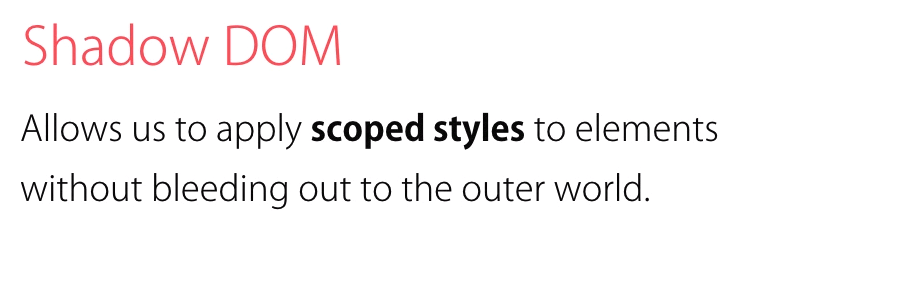 Shadow DOM
Allows us to apply scoped styles to elements
without bleeding out to the outer world.